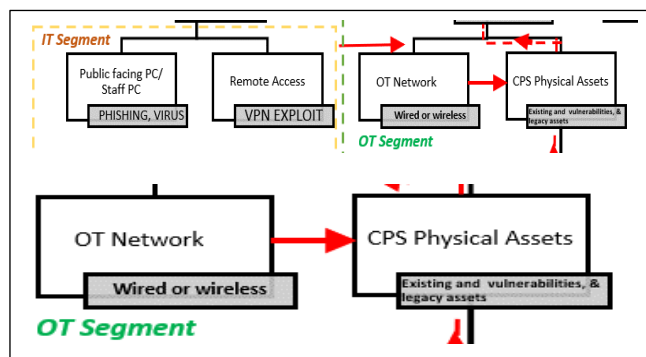 IT Segment
Public facing PC/
Staff PC
PHISHING, VIRUS
Remote Access
VPN EXPLOIT
OT Network
Wired or wireless
CPS Physical Assets
Existing and vulnerabilities, &
legacy assets
OT Segment
OT Network
Wired or wireless
CPS Physical Assets
Existing and vulnerabilities, &
legacy assets
OT Segment